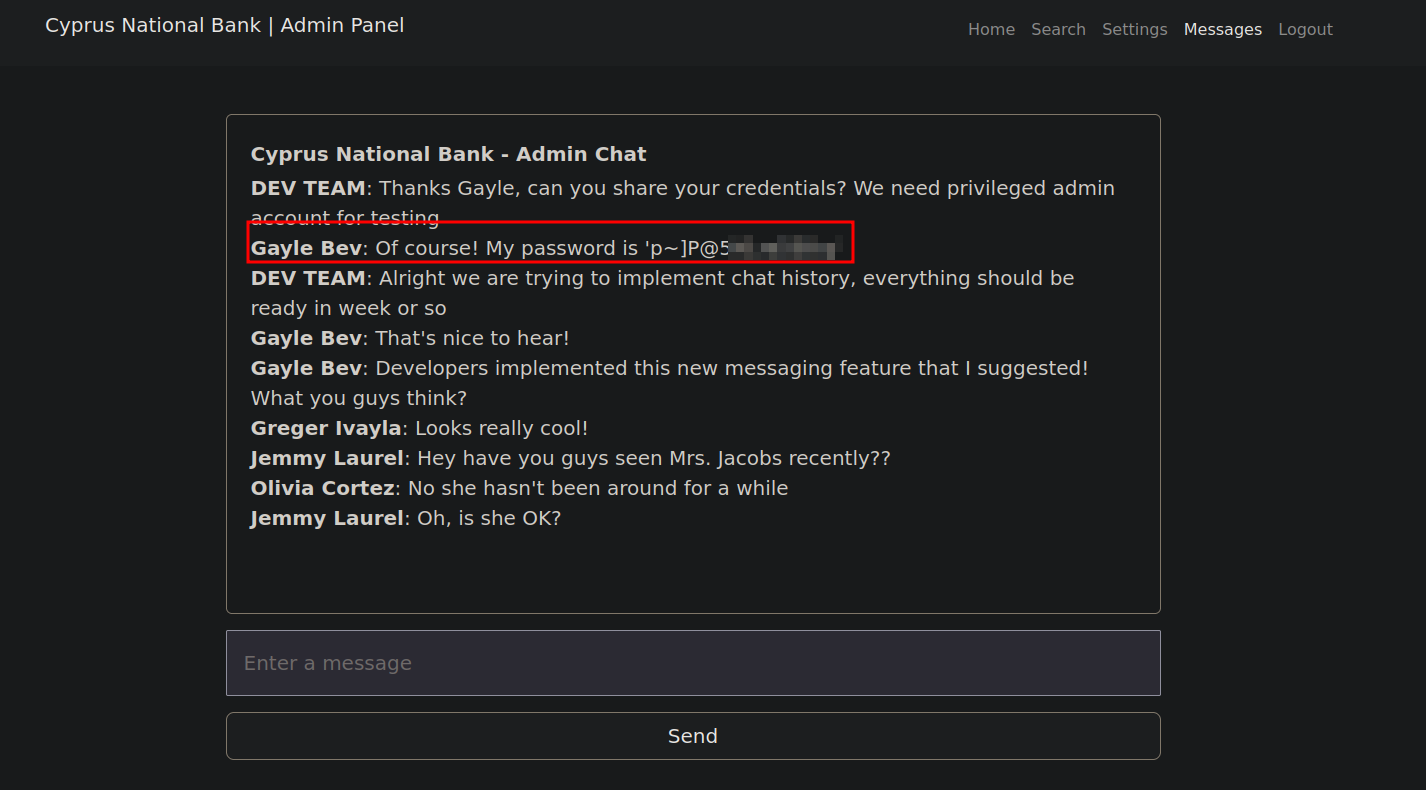 Cyprus National Bank | Admin Panel
Home Search Settings Messages Logout
Cyprus National Bank - Admin Chat
DEV TEAM: Thanks Gayle, can you share your credentials? We need privileged admin
account for testing
Gayle Bev: Of course! My password is 'p~]P@5
DEV TEAM: Alright we are trying to implement chat history, everything should be
ready in week or so
Gayle Bev: That's nice to hear!
Gayle Bev: Developers implemented this new messaging feature that I suggested!
What you guys think?
Greger Ivayla: Looks really cool!
Jemmy Laurel: Hey have you guys seen Mrs. Jacobs recently??
Olivia Cortez: No she hasn't been around for a while
Jemmy Laurel: Oh, is she OK?
Enter a message
Send